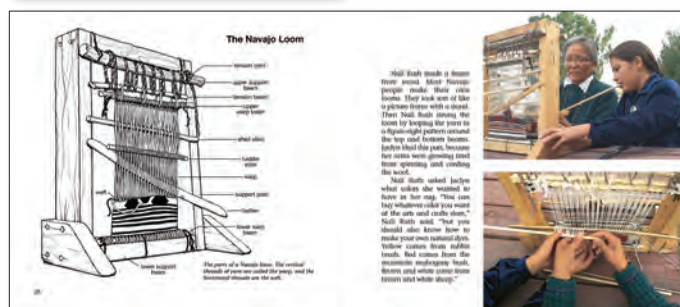 The Navajo Loom
tension cord
upper support
beam
tension beam
upper
warp beam
shed stick
heddle
warp
support post
batten
weft
lower warp
beam
lower support
beam
The parts of a Navajo loom. The vertical
threads of yarn are called the warp, and the
horizontal threads are the weft.
Nali Ruth made a frame
from wood. Most Navajo
people make their own
looms. They look sort of like
a picture frame with a stand.
Then Nali Ruth strung the
loom by looping the yarn in
a figure-eight pattern around
the top and bottom beams.
Jaclyn liked this part, because
her arms were growing tired
from spinning and carding
the wool.
Nali Ruth asked Jaclyn
what colors she wanted to
have in her rug. "You can
buy whatever color you want
at the arts and crafts store,"
Nali Ruth said, "but you
should also know how to
make your own natural dyes.
Yellow comes from rabbit
brush. Red comes from the
mountain mahogany bush.
Brown and white come from
brown and white sheep."